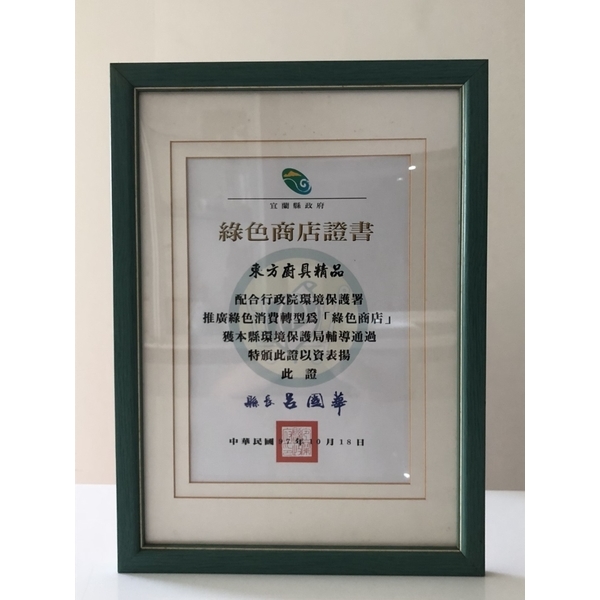 宜蘭縣政府
綠色商店證書
東方廚具精品
配合行政院環境保護署
推廣綠色消費轉型為「綠色商店」
獲本縣環境保護局輔導通過
特頒此證以資表揚
此證
縣長 呂國華
中華民國97年10月18日